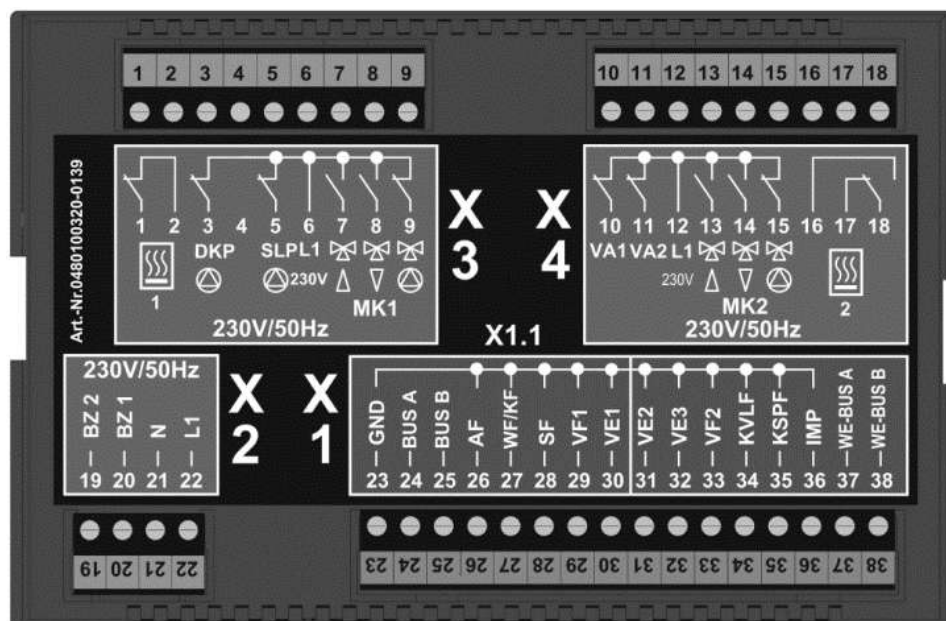 1 2 3 4 5 6 7 8 9
10 11 12 13 14 15 16 17 18
Art.-Nr.0480100320-0139
1 2 3 4 5 6 7 8 9
DKP SLP L1
230V
1
MK1
230V/50Hz
X
3
X
4
10 11 12 13 14 15 16 17 18
VA1 VA2 L1
230V
2
MK2
230V/50Hz
X1.1
230V/50Hz
BZ 2
BZ 1
N
L1
19 20 21 22
X
2
X
1
GND
BUS A
BUS B
AF
WF/KF
SF
VF1
VE1
VE2
VE3
VF2
KVLF
KSPF
IMP
WE-BUS A
WE-BUS B
23 24 25 26 27 28 29 30 31 32 33 34 35 36 37 38
19 20 21 22
23 24 25 26 27 28 29 30 31 32 33 34 35 36 37 38